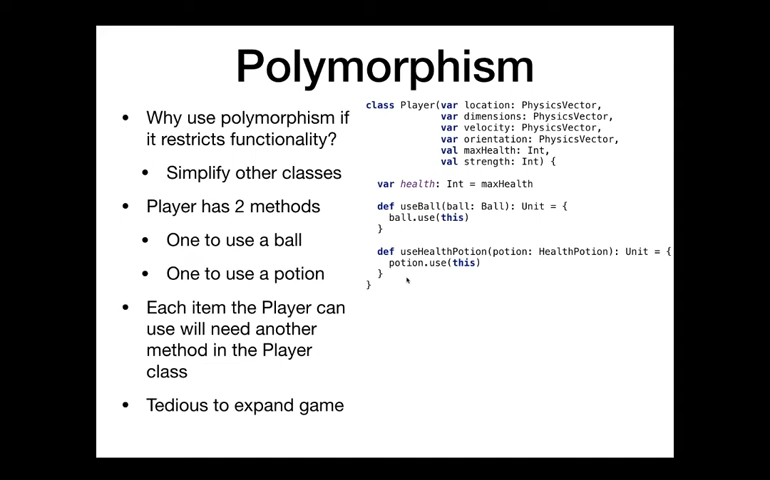 Polymorphism
• Why use polymorphism if
it restricts functionality?
• Simplify other classes
• Player has 2 methods
• One to use a ball
• One to use a potion
• Each item the Player can
use will need another
method in the Player
class
• Tedious to expand game
class Player(var location: PhysicsVector,
var dimensions: PhysicsVector,
var velocity: PhysicsVector,
var orientation: PhysicsVector,
val maxHealth: Int,
val strength: Int) {
var health: Int = maxHealth
def useBall(ball: Ball): Unit = {
ball.use(this)
}
def useHealthPotion(potion: HealthPotion): Unit = {
potion.use(this)
}
}